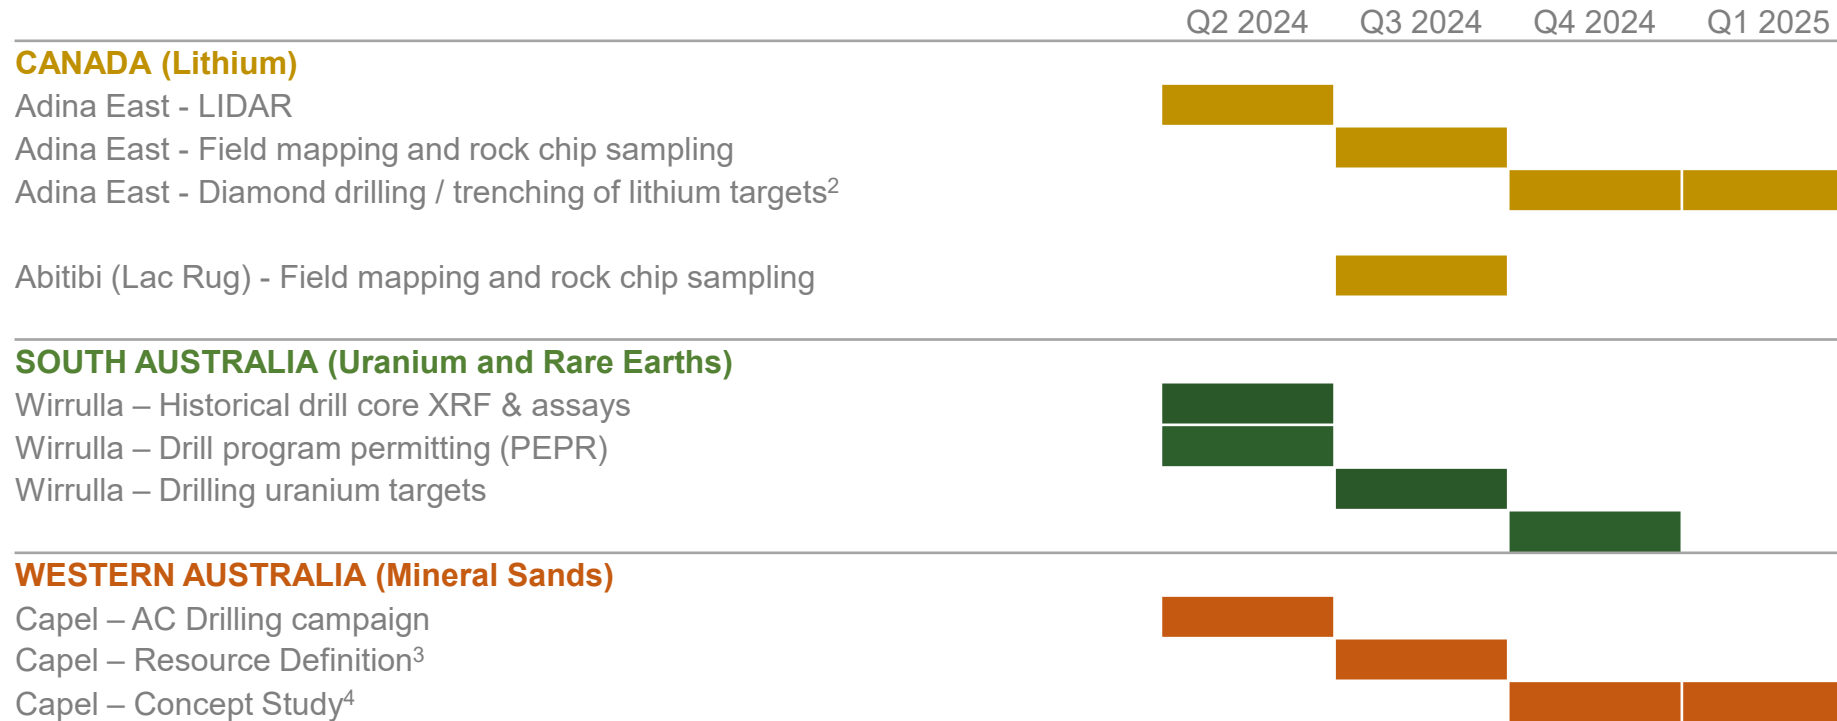 Q2 2024 Q3 2024 Q4 2024 Q1 2025
CANADA (Lithium)
Adina East - LIDAR
Adina East - Field mapping and rock chip sampling
Adina East - Diamond drilling / trenching of lithium targets²
Abitibi (Lac Rug) - Field mapping and rock chip sampling
SOUTH AUSTRALIA (Uranium and Rare Earths)
Wirrulla – Historical drill core XRF & assays
Wirrulla – Drill program permitting (PEPR)
Wirrulla – Drilling uranium targets
WESTERN AUSTRALIA (Mineral Sands)
Capel – AC Drilling campaign
Capel – Resource Definition³
Capel – Concept Study⁴